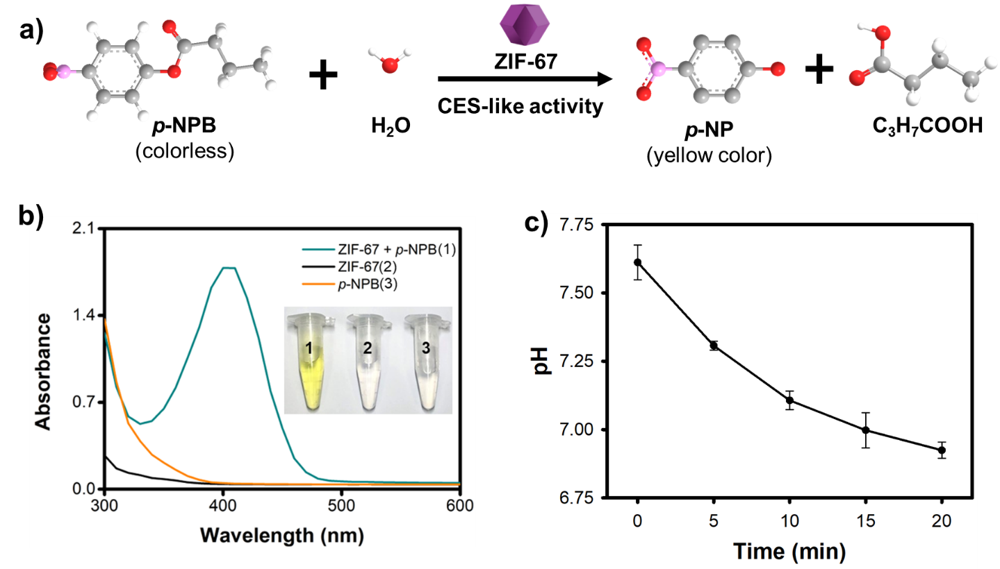 a)
ZIF-67
CES-like activity
p-NPB
(colorless)
H₂O
p-NP
(yellow color)
C₃H₇COOH
b)
2.1
1.4
0.7
0.0
300
400
500
600
Absorbance
Wavelength (nm)
ZIF-67 + p-NPB(1)
ZIF-67(2)
p-NPB(3)
1
2
3
c)
7.75
7.50
7.25
7.00
6.75
0
5
10
15
20
pH
Time (min)